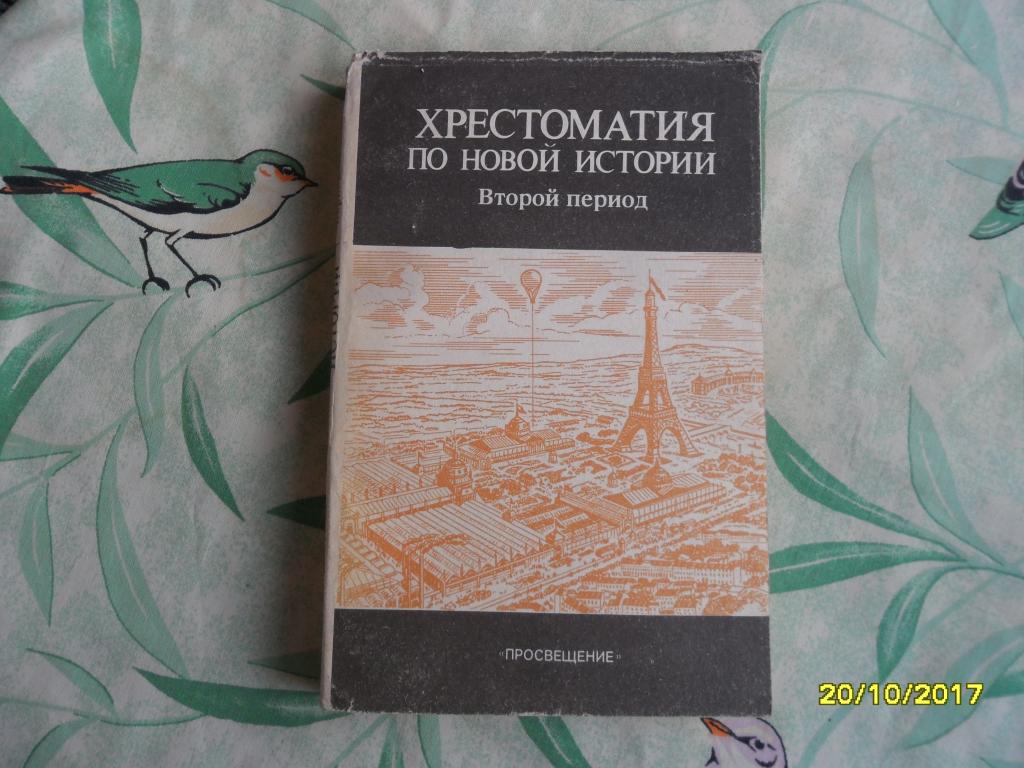 ХРЕСТОМАТИЯ
ПО НОВОЙ ИСТОРИИ
Второй период
«ПРОСВЕЩЕНИЕ»
20/10/2017